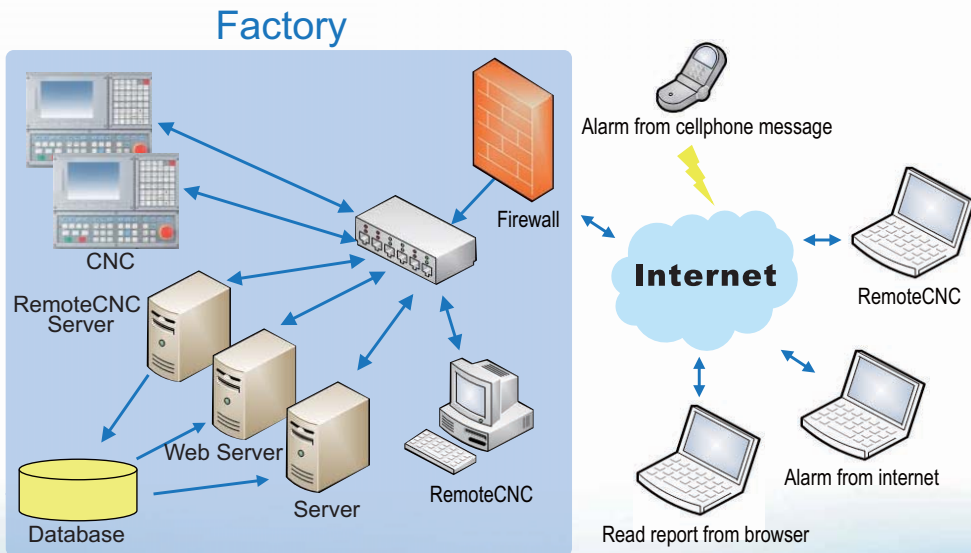 Factory
CNC
RemoteCNC
Server
Web Server
Server
Database
RemoteCNC
Firewall
Alarm from cellphone message
Internet
RemoteCNC
Alarm from internet
Read report from browser